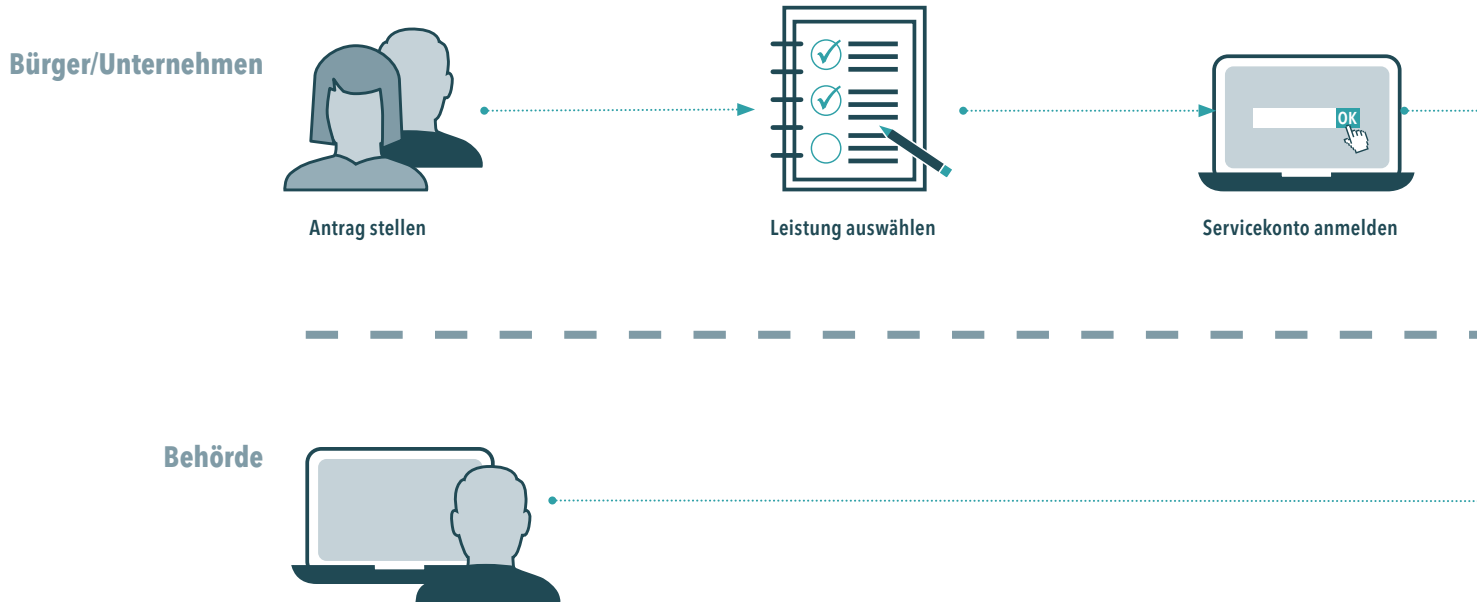 Bürger/Unternehmen
OK
Antrag stellen
Leistung auswählen
Servicekonto anmelden
Behörde